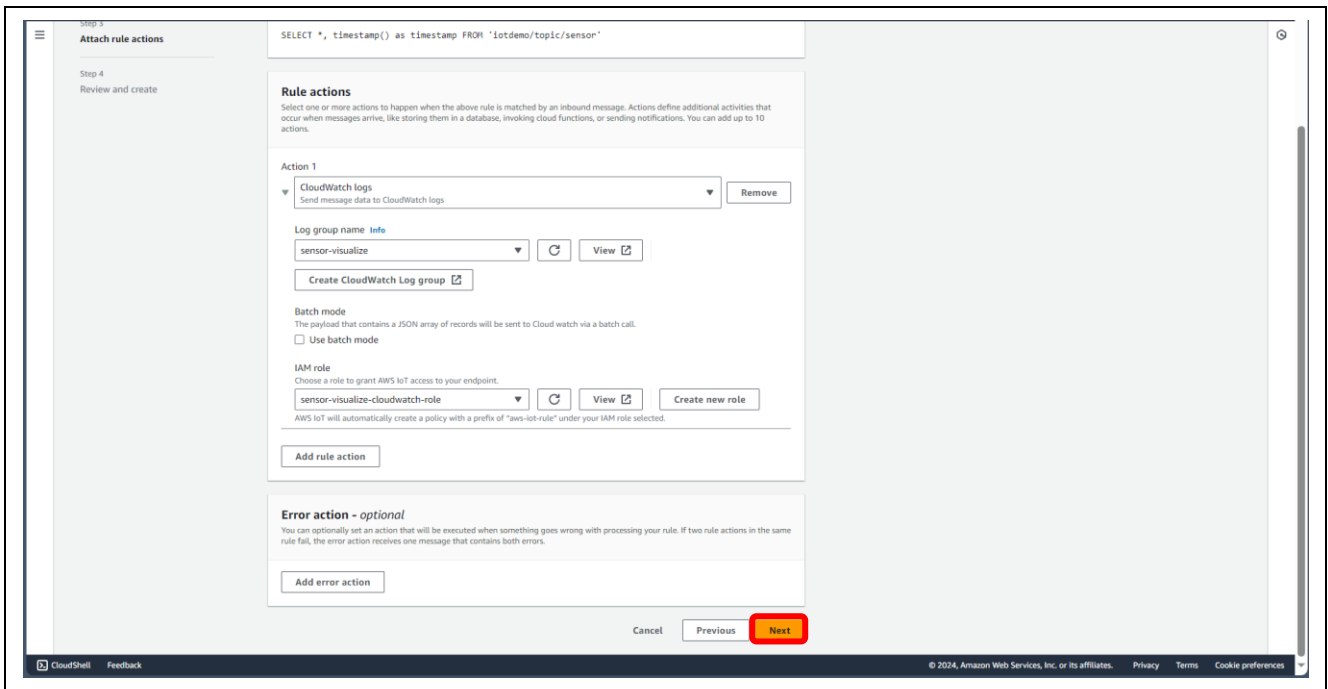 Step 3
Attach rule actions
Step 4
Review and create
SELECT *, timestamp() as timestamp FROM 'iotdemo/topic/sensor'
Rule actions
Select one or more actions to happen when the above rule is matched by an inbound message. Actions define additional activities that
occur when messages arrive, like storing them in a database, invoking cloud functions, or sending notifications. You can add up to 10
actions.
Action 1
CloudWatch logs
Send message data to CloudWatch logs
Remove
Log group name Info
sensor-visualize
View
Create CloudWatch Log group
Batch mode
The payload that contains a JSON array of records will be sent to Cloud watch via a batch call.
Use batch mode
IAM role
Choose a role to grant AWS IoT access to your endpoint.
sensor-visualize-cloudwatch-role
View
Create new role
AWS IoT will automatically create a policy with a prefix of "aws-iot-rule" under your IAM role selected.
Add rule action
Error action - optional
You can optionally set an action that will be executed when something goes wrong with processing your rule. If two rule actions in the same
rule fail, the error action receives one message that contains both errors.
Add error action
Cancel
Previous
Next
CloudShell Feedback
© 2024, Amazon Web Services, Inc. or its affiliates. Privacy Terms Cookie preferences